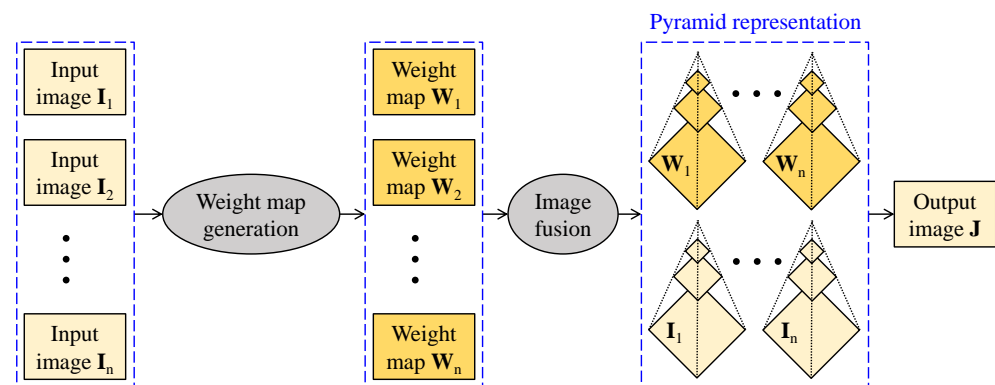 Pyramid representation
Input
image I1
Input
image I2
Input
image In
Weight map
generation
Weight
map W1
Weight
map W2
Weight
map Wn
Image
fusion
W1
Wn
I1
In
Output
image J